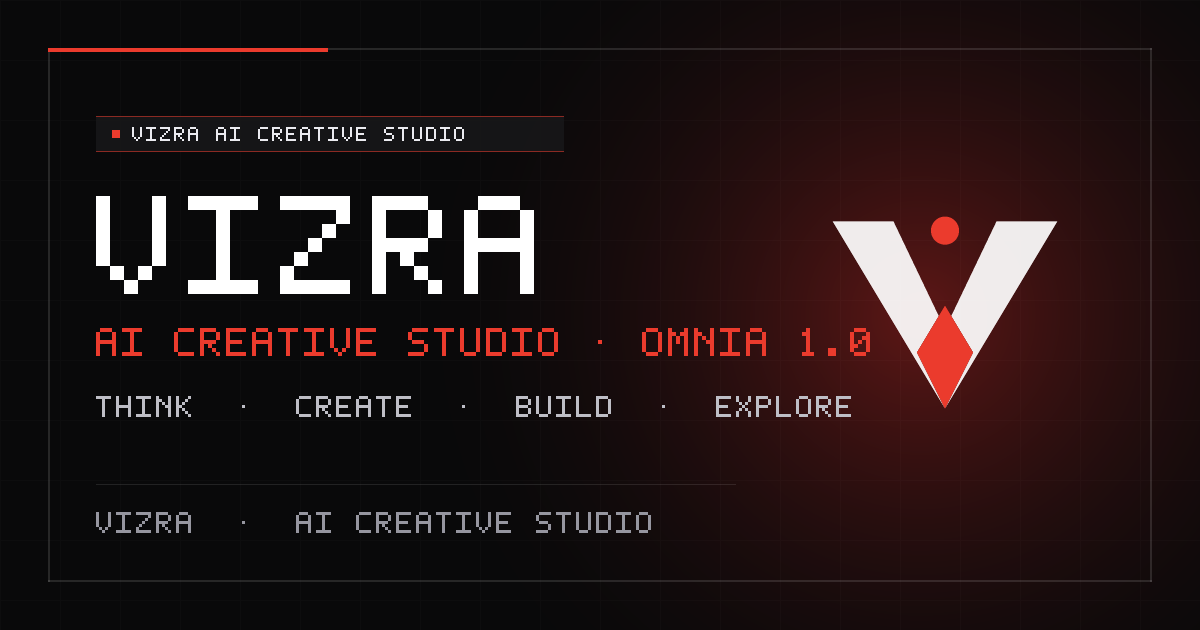 VIZRA AI CREATIVE STUDIO
VIZRA
AI CREATIVE STUDIO · OMNIA 1.0
THINK · CREATE · BUILD · EXPLORE
VIZRA · AI CREATIVE STUDIO